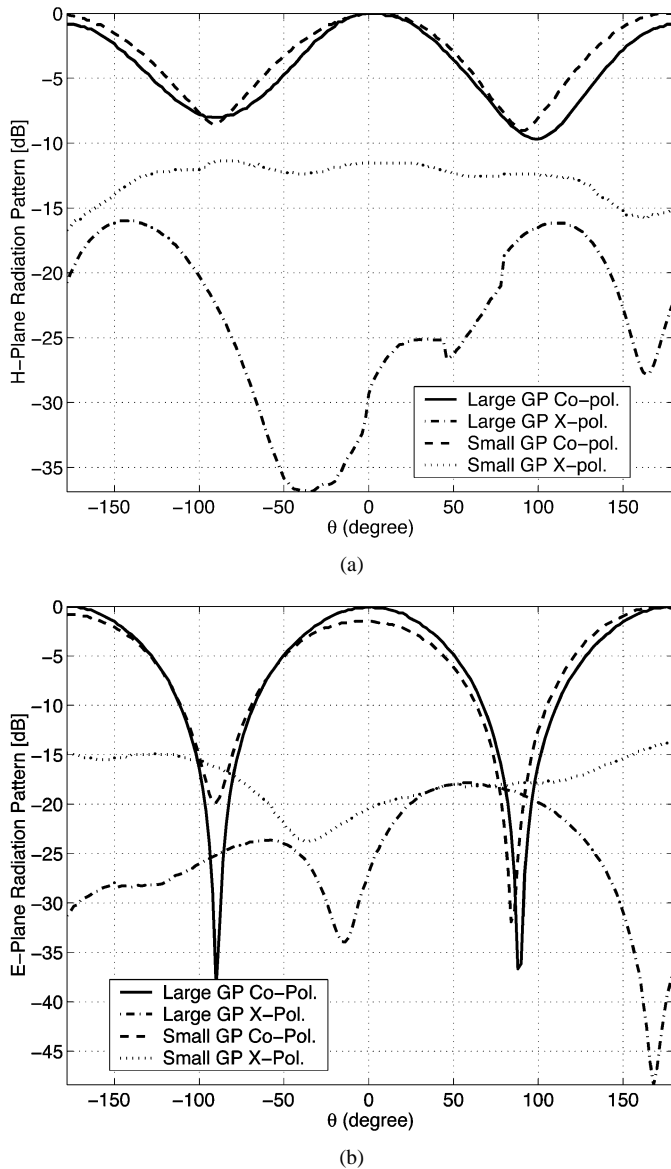 0
−5
−10
−15
−20
−25
−30
−35
H−Plane Radiation Pattern [dB]
Large GP Co−pol.
Large GP X−pol.
Small GP Co−pol.
Small GP X−pol.
−150 −100 −50 0 50 100 150
θ (degree)
(a)
0
−5
−10
−15
−20
−25
−30
−35
−40
−45
E−Plane Radiation Pattern [dB]
Large GP Co−Pol.
Large GP X−Pol.
Small GP Co−Pol.
Small GP X−Pol.
−150 −100 −50 0 50 100 150
θ (degree)
(b)